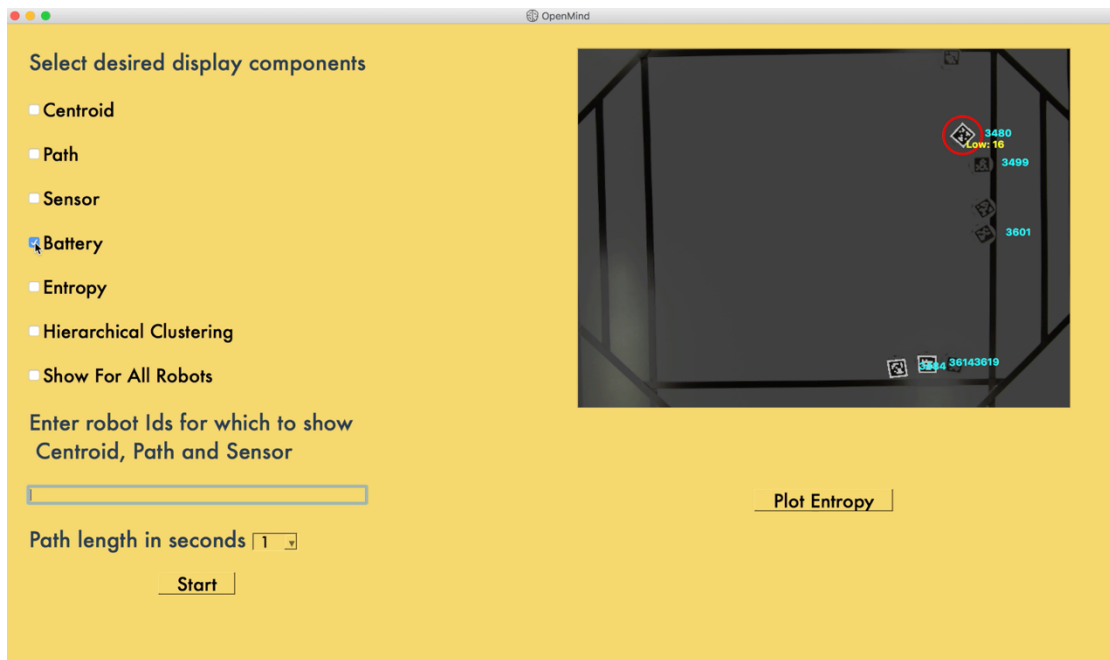 OpenMind
Select desired display components
Centroid
Path
Sensor
Battery
Entropy
Hierarchical Clustering
Show For All Robots
Enter robot Ids for which to show
Centroid, Path and Sensor
Path length in seconds 1
Start
3480
Low: 16
3499
3601
36143619
Plot Entropy